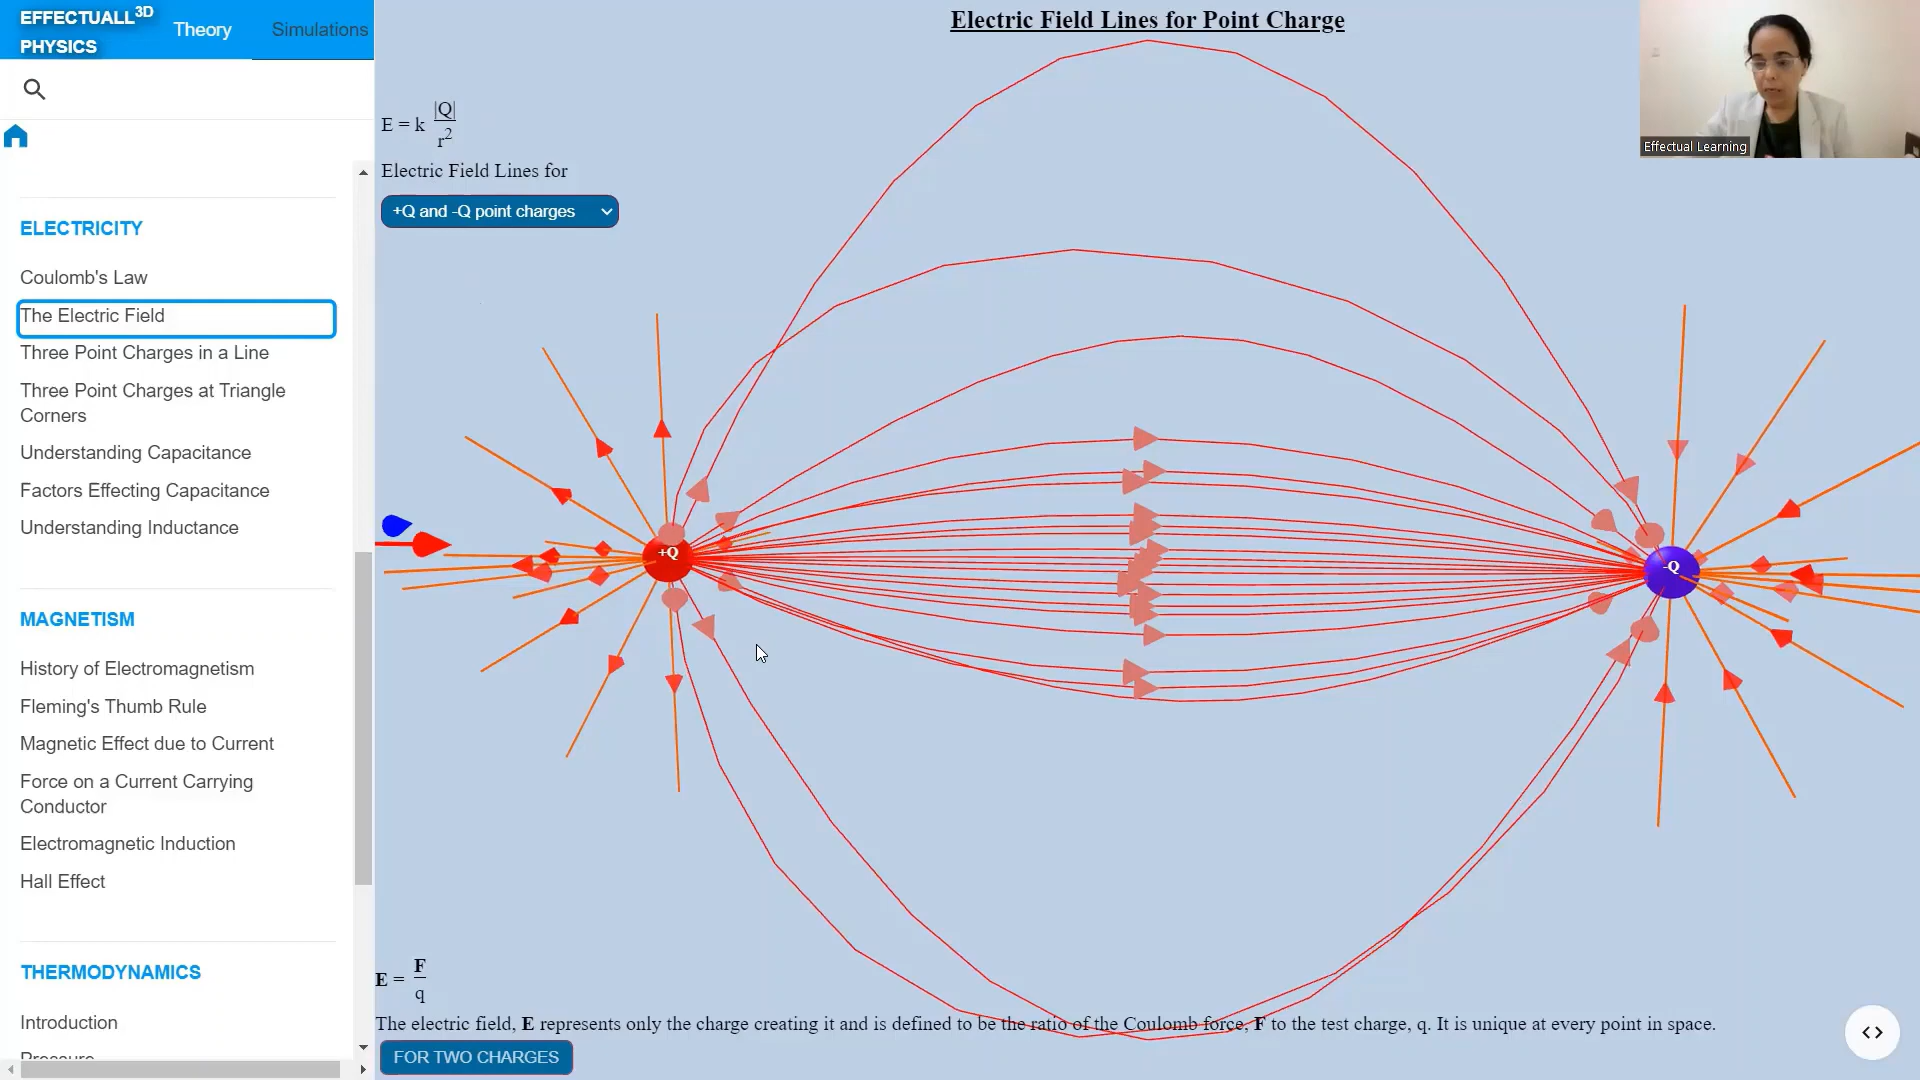 EFFECTUALL3D
PHYSICS
Theory
Simulations
ELECTRICITY
Coulomb's Law
The Electric Field
Three Point Charges in a Line
Three Point Charges at Triangle
Corners
Understanding Capacitance
Factors Effecting Capacitance
Understanding Inductance
MAGNETISM
History of Electromagnetism
Fleming's Thumb Rule
Magnetic Effect due to Current
Force on a Current Carrying
Conductor
Electromagnetic Induction
Hall Effect
THERMODYNAMICS
Introduction
Pressure
Electric Field Lines for Point Charge
E = k |Q| / r²
Electric Field Lines for
+Q and -Q point charges
+Q
-Q
E = F / q
The electric field, E represents only the charge creating it and is defined to be the ratio of the Coulomb force, F to the test charge, q. It is unique at every point in space.
FOR TWO CHARGES
Effectual Learning